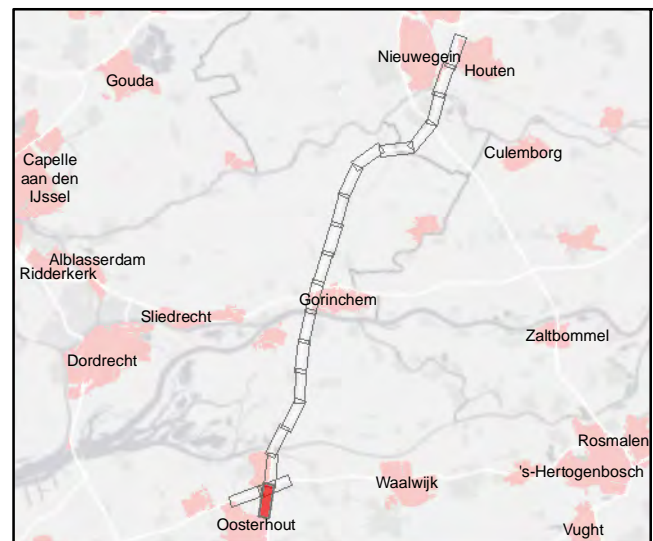 Nieuwegein
Houten
Gouda
Culemborg
Capelle
aan den
IJssel
Alblasserdam
Ridderkerk
Gorinchem
Sliedrecht
Zaltbommel
Dordrecht
Rosmalen
's-Hertogenbosch
Waalwijk
Oosterhout
Vught